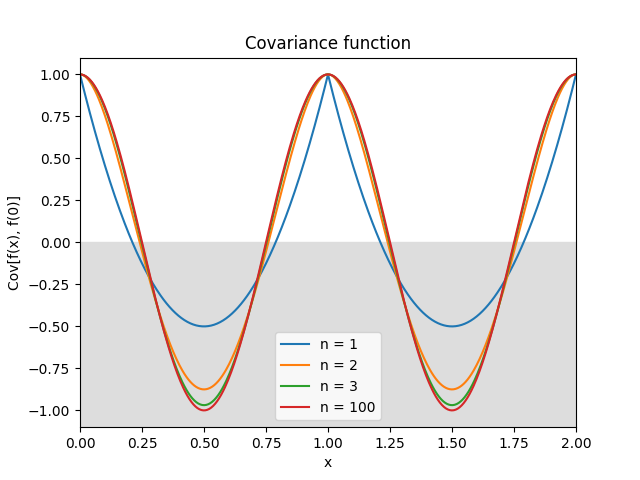 Covariance function
Cov[f(x), f(0)]
1.00
0.75
0.50
0.25
0.00
−0.25
−0.50
−0.75
−1.00
n = 1
n = 2
n = 3
n = 100
0.00 0.25 0.50 0.75 1.00 1.25 1.50 1.75 2.00
x